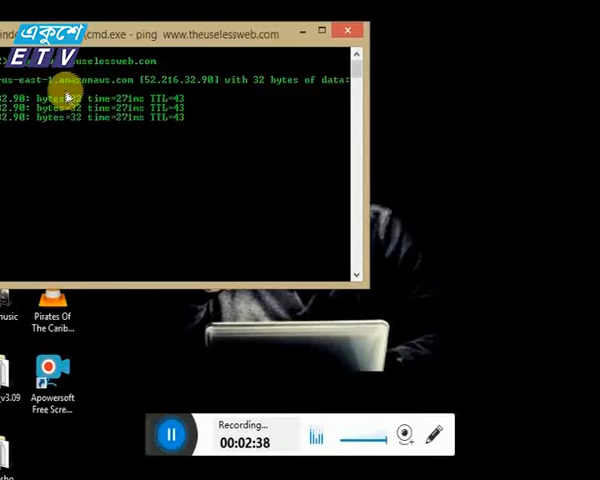 একুশে
ETV
\cmd.exe - ping www.theuselesswweb.com
uselessweb.com
us-east-1.amazonaws.com [52.216.32.90] with 32 bytes of data:
32.90: bytes=32 time=271ms TTL=43
32.90: bytes=32 time=271ms TTL=43
32.90: bytes=32 time=271ms TTL=43
music
Pirates Of
The Carib...
_v3.09
Apowersoft
Free Scre...
Recording...
00:02:38